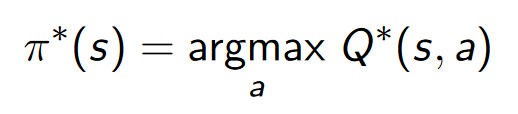 π*(s) = argmax Q*(s, a)
a